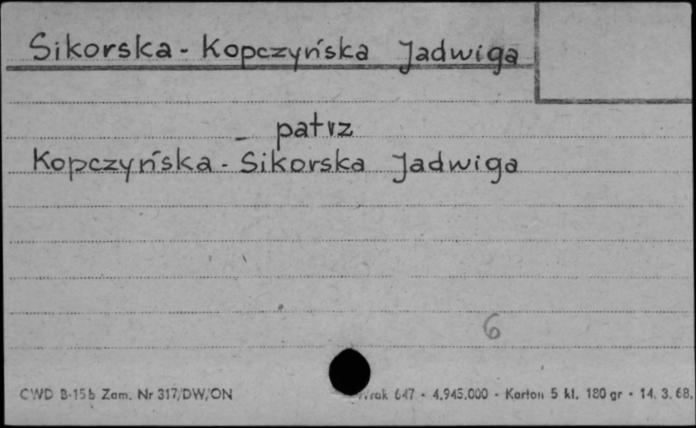 Sikorska - Kopczyńska Jadwiga
patrz
Kopczyńska - Sikorska Jadwiga
6
CWD B-15b Zam. Nr 317/DW/ON 647 - 4.945.000 - Karton 5 kl. 180 gr - 14. 3. 68.